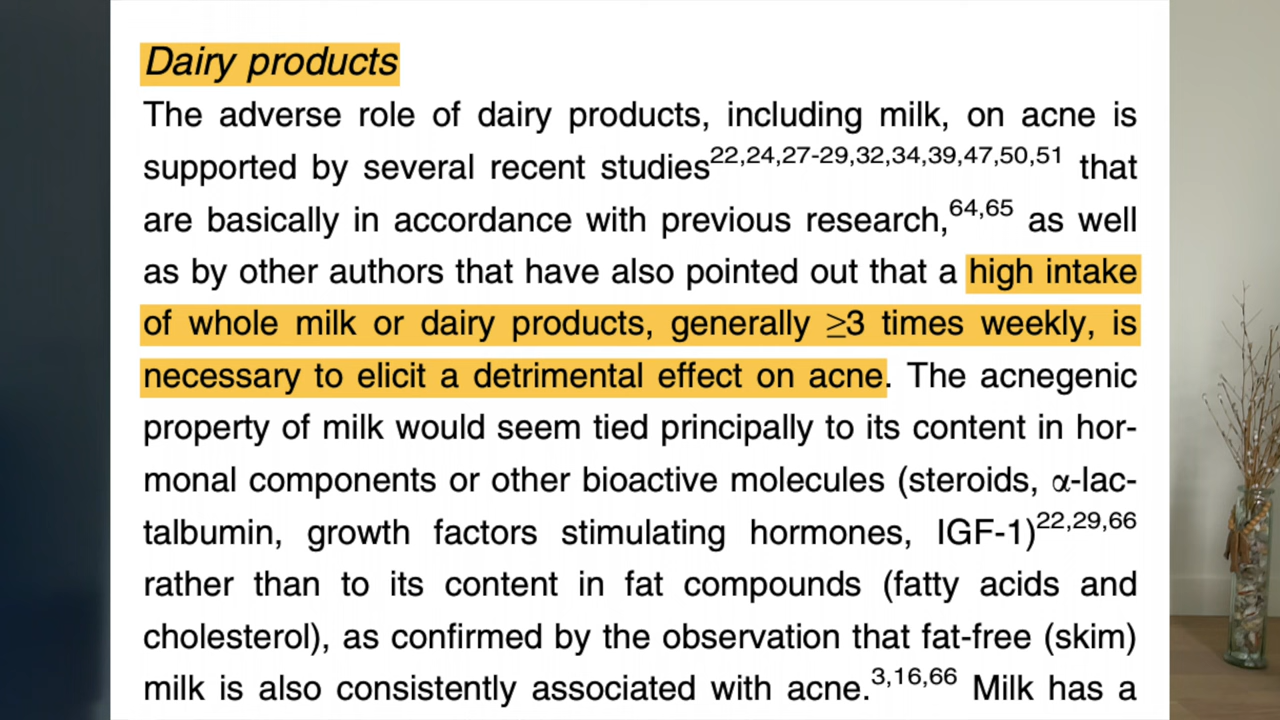 Dairy products
The adverse role of dairy products, including milk, on acne is
supported by several recent studies22,24,27-29,32,34,39,47,50,51 that
are basically in accordance with previous research,64,65 as well
as by other authors that have also pointed out that a high intake
of whole milk or dairy products, generally ≥3 times weekly, is
necessary to elicit a detrimental effect on acne. The acnegenic
property of milk would seem tied principally to its content in hor-
monal components or other bioactive molecules (steroids, α-lac-
talbumin, growth factors stimulating hormones, IGF-1)22,29,66
rather than to its content in fat compounds (fatty acids and
cholesterol), as confirmed by the observation that fat-free (skim)
milk is also consistently associated with acne.3,16,66 Milk has a